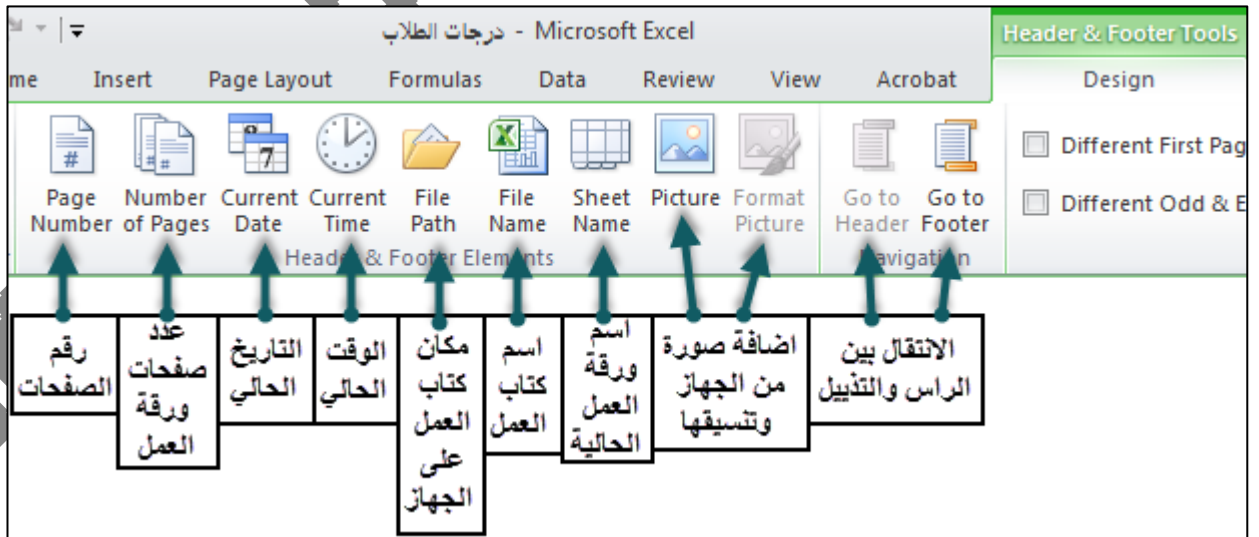 درجات الطلاب - Microsoft Excel
Header & Footer Tools
me Insert Page Layout Formulas Data Review View Acrobat Design
Page Number
Number of Pages
Current Date
Current Time
File Path
File Name
Sheet Name
Picture
Format Picture
Go to Header
Go to Footer
Different First Pag
Different Odd & E
Header & Footer Elements
Navigation
رقم
الصفحات
عدد
صفحات
ورقة
العمل
التاريخ
الحالي
الوقت
الحالي
مكان
كتاب
العمل
على
الجهاز
اسم
كتاب
العمل
اسم
ورقة
العمل
الحالية
اضافة صورة
من الجهاز
وتنسيقها
الانتقال بين
الراس والتذييل